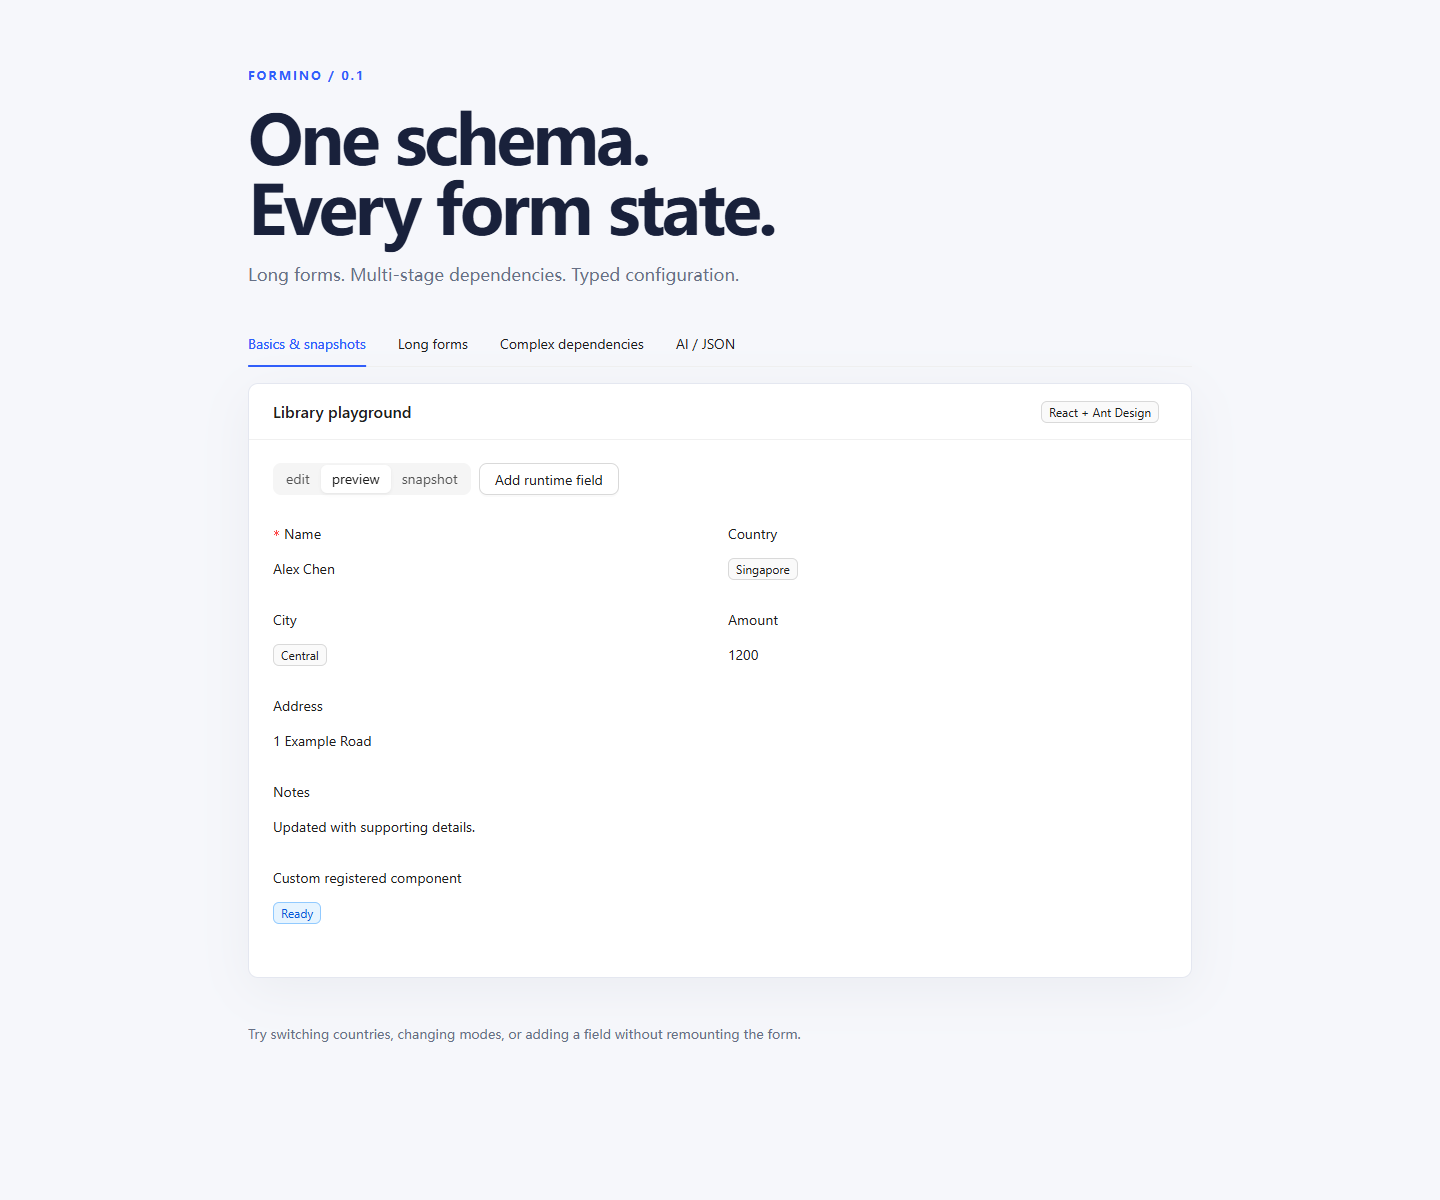 FORMINO / 0.1
One schema.
Every form state.
Long forms. Multi-stage dependencies. Typed configuration.
Basics & snapshots Long forms Complex dependencies AI / JSON
Library playground React + Ant Design
edit preview snapshot Add runtime field
* Name Country
Alex Chen Singapore
City Amount
Central 1200
Address
1 Example Road
Notes
Updated with supporting details.
Custom registered component
Ready
Try switching countries, changing modes, or adding a field without remounting the form.